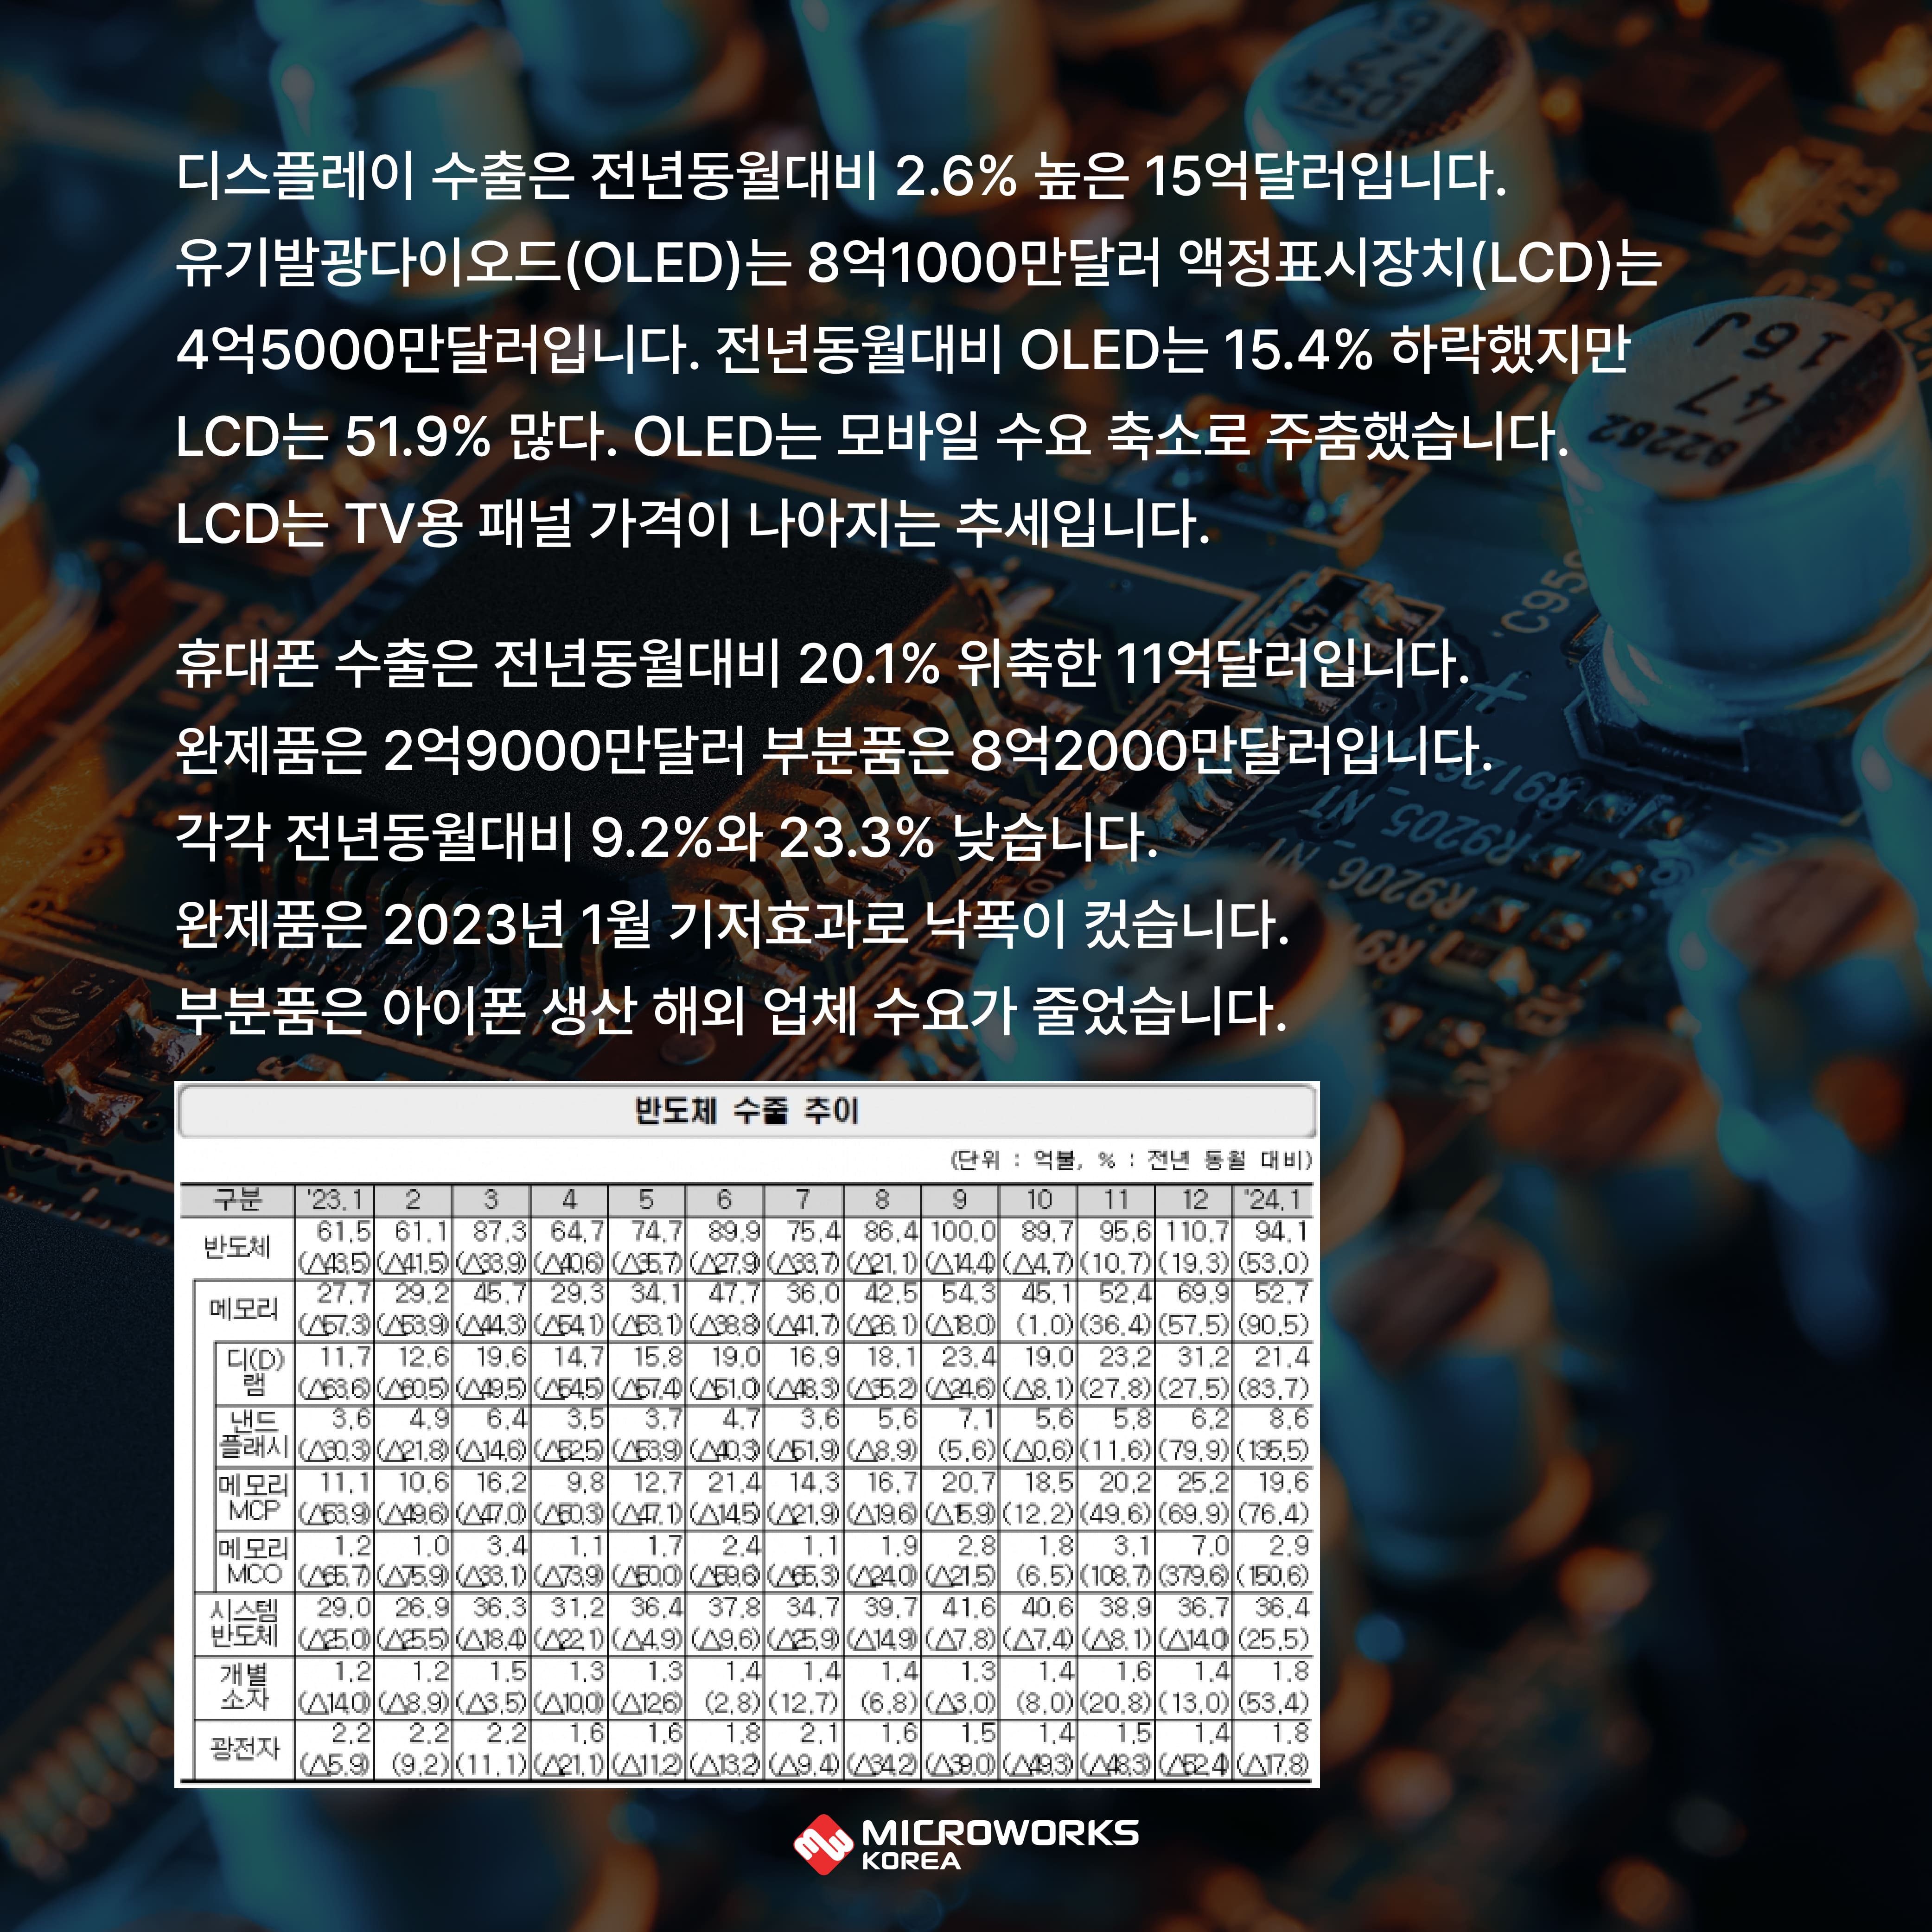 디스플레이 수출은 전년동월대비 2.6% 높은 15억달러입니다.
유기발광다이오드(OLED)는 8억1000만달러 액정표시장치(LCD)는
4억5000만달러입니다. 전년동월대비 OLED는 15.4% 하락했지만
LCD는 51.9% 많다. OLED는 모바일 수요 축소로 주춤했습니다.
LCD는 TV용 패널 가격이 나아지는 추세입니다.
휴대폰 수출은 전년동월대비 20.1% 위축한 11억달러입니다.
완제품은 2억9000만달러 부분품은 8억2000만달러입니다.
각각 전년동월대비 9.2%와 23.3% 낮습니다.
완제품은 2023년 1월 기저효과로 낙폭이 컸습니다.
부분품은 아이폰 생산 해외 업체 수요가 줄었습니다.
반도체 수출 추이
(단위 : 억불, % : 전년 동월 대비)
구분 '23.1 2 3 4 5 6 7 8 9 10 11 12 '24.1
반도체 61.5 61.1 87.3 64.7 74.7 89.9 75.4 86.4 100.0 89.7 95.6 110.7 94.1
(△43.5) (△41.5) (△33.9) (△40.6) (△35.7) (△27.9) (△33.7) (△21.1) (△14.4) (△4.7) (10.7) (19.3) (53.0)
메모리 27.7 29.2 45.7 29.3 34.1 47.7 36.0 42.5 54.3 45.1 52.4 69.9 52.7
(△57.3) (△53.9) (△44.3) (△54.1) (△53.1) (△38.8) (△41.7) (△26.1) (△18.0) (1.0) (36.4) (57.5) (90.5)
디(D) 11.7 12.6 19.6 14.7 15.8 19.0 16.9 18.1 23.4 19.0 23.2 31.2 21.4
램 (△63.6) (△60.5) (△49.5) (△54.5) (△57.4) (△51.0) (△48.3) (△35.2) (△24.6) (△8.1) (27.8) (27.5) (83.7)
낸드 3.6 4.9 6.4 3.5 3.7 4.7 3.6 5.6 7.1 5.6 5.8 6.2 8.6
플래시 (△30.3) (△21.8) (△14.6) (△52.5) (△53.9) (△40.3) (△51.9) (△8.9) (5.6) (△0.6) (11.6) (79.9) (135.5)
메모리 11.1 10.6 16.2 9.8 12.7 21.4 14.3 16.7 20.7 18.5 20.2 25.2 19.6
MCP (△53.9) (△49.6) (△47.0) (△50.3) (△47.1) (△14.5) (△21.9) (△19.6) (△15.9) (12.2) (49.6) (69.9) (76.4)
메모리 1.2 1.0 3.4 1.1 1.7 2.4 1.1 1.9 2.8 1.8 3.1 7.0 2.9
MCO (△65.7) (△75.9) (△33.1) (△73.9) (△50.0) (△59.6) (△65.3) (△24.0) (△21.5) (6.5) (108.7) (379.6) (150.6)
시스템 29.0 26.9 36.3 31.2 36.4 37.8 34.7 39.7 41.6 40.6 38.9 36.7 36.4
반도체 (△25.0) (△25.5) (△18.4) (△22.1) (△4.9) (△9.6) (△25.9) (△14.9) (△7.8) (△7.4) (△8.1) (△14.0) (25.5)
개별 1.2 1.2 1.5 1.3 1.3 1.4 1.4 1.4 1.3 1.4 1.6 1.4 1.8
소자 (△14.0) (△8.9) (△3.5) (△10.0) (△12.6) (2.8) (12.7) (6.8) (△3.0) (8.0) (20.8) (13.0) (53.4)
광전자 2.2 2.2 2.2 1.6 1.6 1.8 2.1 1.6 1.5 1.4 1.5 1.4 1.8
(△5.9) (9.2) (11.1) (△21.1) (△11.2) (△13.2) (△9.4) (△34.2) (△39.0) (△49.3) (△48.3) (△52.4) (△17.8)
MICROWORKS
KOREA